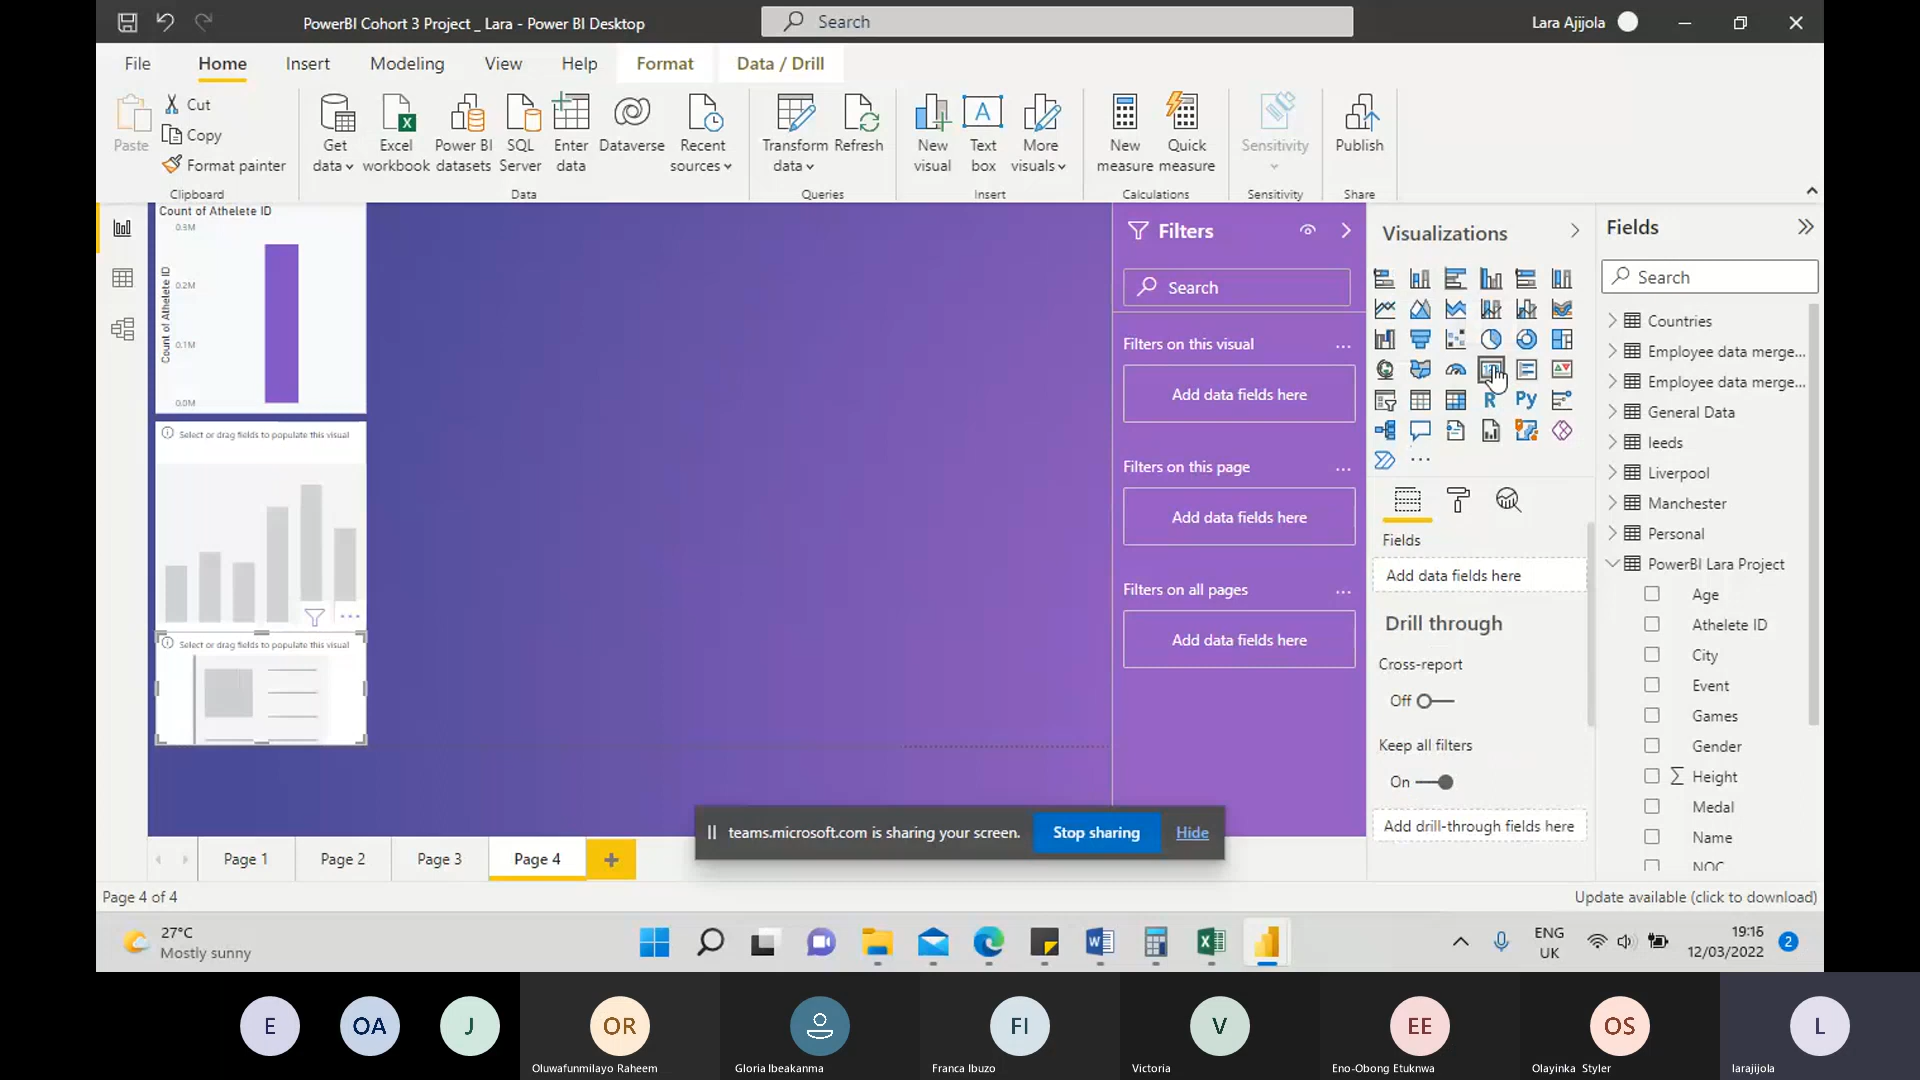 PowerBI Cohort 3 Project _ Lara - Power BI Desktop
Search
Lara Ajijola
File
Home
Insert
Modeling
View
Help
Format
Data / Drill
Paste
Cut
Copy
Format painter
Clipboard
Get
data
Excel
workbook
Power BI
datasets
SQL
Server
Enter
data
Dataverse
Recent
sources
Data
Transform
data
Refresh
Queries
New
visual
Text
box
More
visuals
Insert
New
measure
Quick
measure
Calculations
Sensitivity
Sensitivity
Publish
Share
Count of Athelete ID
Count of Athelete ID
0.3M
0.2M
0.1M
0.0M
Select or drag fields to populate this visual
Select or drag fields to populate this visual
Filters
Search
Filters on this visual
...
Add data fields here
Filters on this page
...
Add data fields here
Filters on all pages
...
Add data fields here
Visualizations
R
Py
...
Fields
Add data fields here
Drill through
Cross-report
Off
Keep all filters
On
Add drill-through fields here
Fields
Search
Countries
Employee data merge...
Employee data merge...
General Data
leeds
Liverpool
Manchester
Personal
PowerBI Lara Project
Age
Athelete ID
City
Event
Games
Gender
Height
Medal
Name
NOC
teams.microsoft.com is sharing your screen.
Stop sharing
Hide
Page 1
Page 2
Page 3
Page 4
Page 4 of 4
Update available (click to download)
27°C
Mostly sunny
ENG
UK
19:16
12/03/2022
2
E
OA
J
OR
Oluwafunmilayo Raheem
Gloria Ibeakanma
FI
Franca Ibuzo
V
Victoria
EE
Eno-Obong Etuknwa
OS
Olayinka Styler
L
larajijola